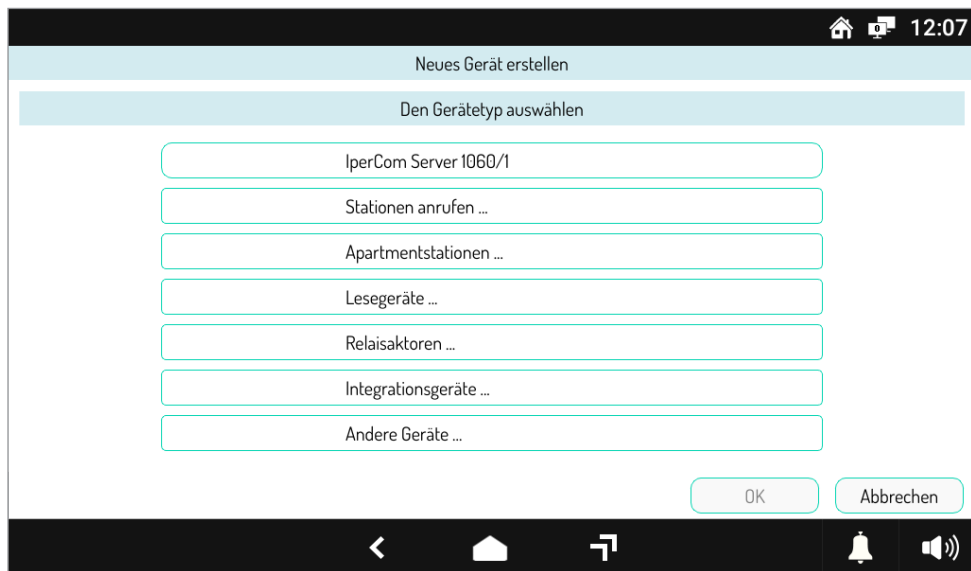 12:07
Neues Gerät erstellen
Den Gerätetyp auswählen
IperCom Server 1060/1
Stationen anrufen ...
Apartmentstationen ...
Lesegeräte ...
Relaisaktoren ...
Integrationsgeräte ...
Andere Geräte ...
OK Abbrechen